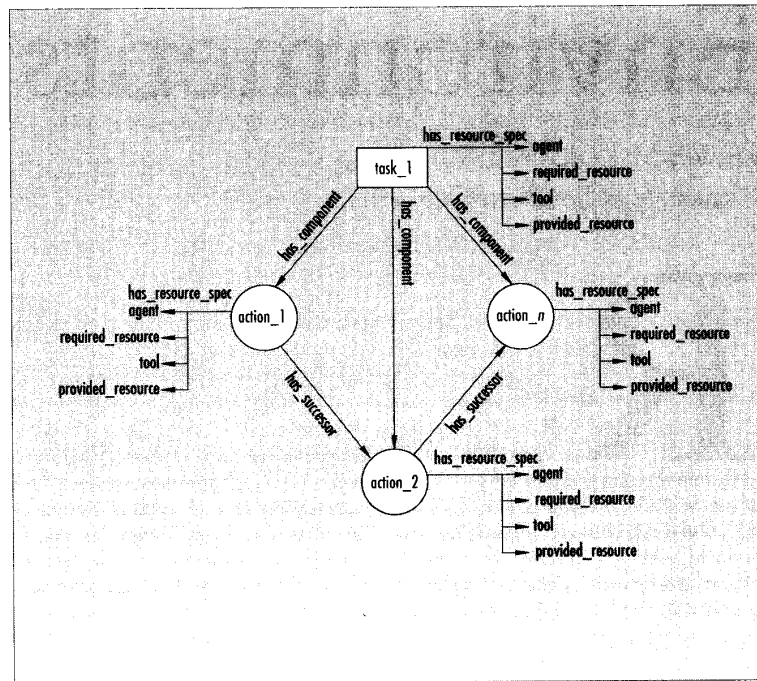 has_resource_spec
agent
task_1
required_resource
tool
provided_resource
has_component
has_component
has_component
has_resource_spec
agent
action_1
required_resource
tool
provided_resource
has_resource_spec
agent
action_n
required_resource
tool
provided_resource
has_successor
has_successor
has_resource_spec
agent
action_2
required_resource
tool
provided_resource